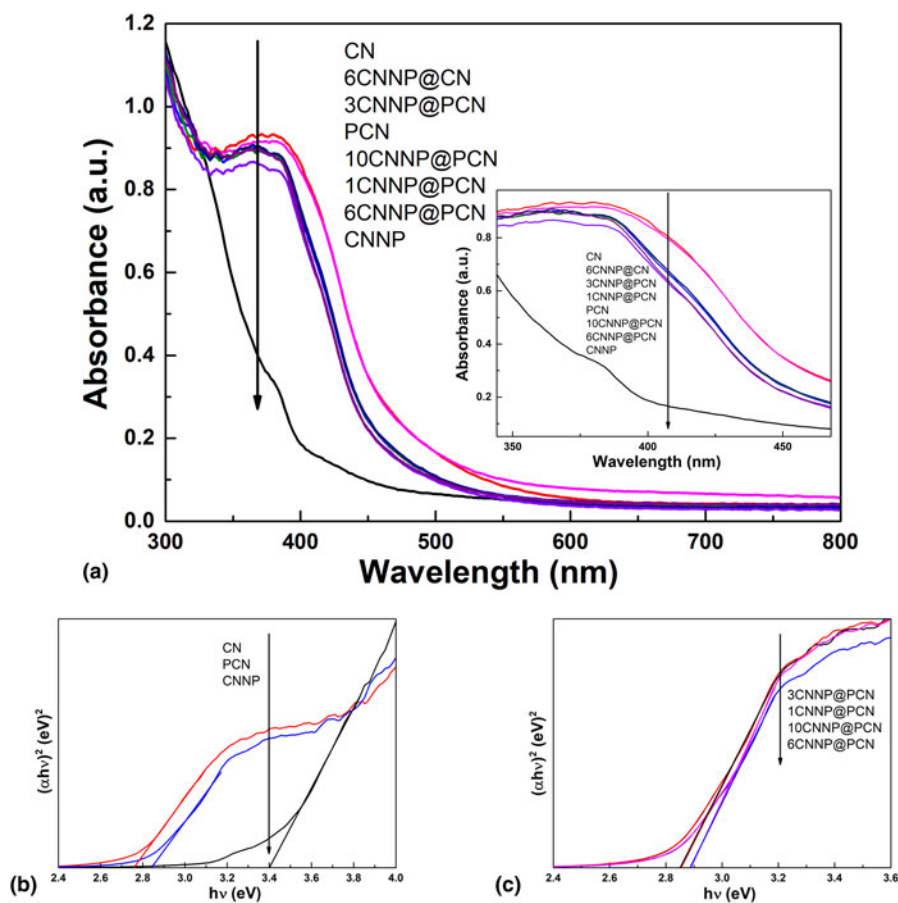 1.2
1.0
0.8
0.6
0.4
0.2
0.0
Absorbance (a.u.)
CN
6CNNP@CN
3CNNP@PCN
PCN
10CNNP@PCN
1CNNP@PCN
6CNNP@PCN
CNNP
0.8
0.6
0.4
0.2
Absorbance (a.u.)
CN
6CNNP@CN
3CNNP@PCN
1CNNP@PCN
PCN
10CNNP@PCN
6CNNP@PCN
CNNP
350 400 450
Wavelength (nm)
300 400 500 600 700 800
(a) Wavelength (nm)
(αhν)² (eV)²
CN
PCN
CNNP
2.4 2.6 2.8 3.0 3.2 3.4 3.6 3.8 4.0
(b) hν (eV)
(αhν)² (eV)²
3CNNP@PCN
1CNNP@PCN
10CNNP@PCN
6CNNP@PCN
2.4 2.6 2.8 3.0 3.2 3.4 3.6
(c) hν (eV)